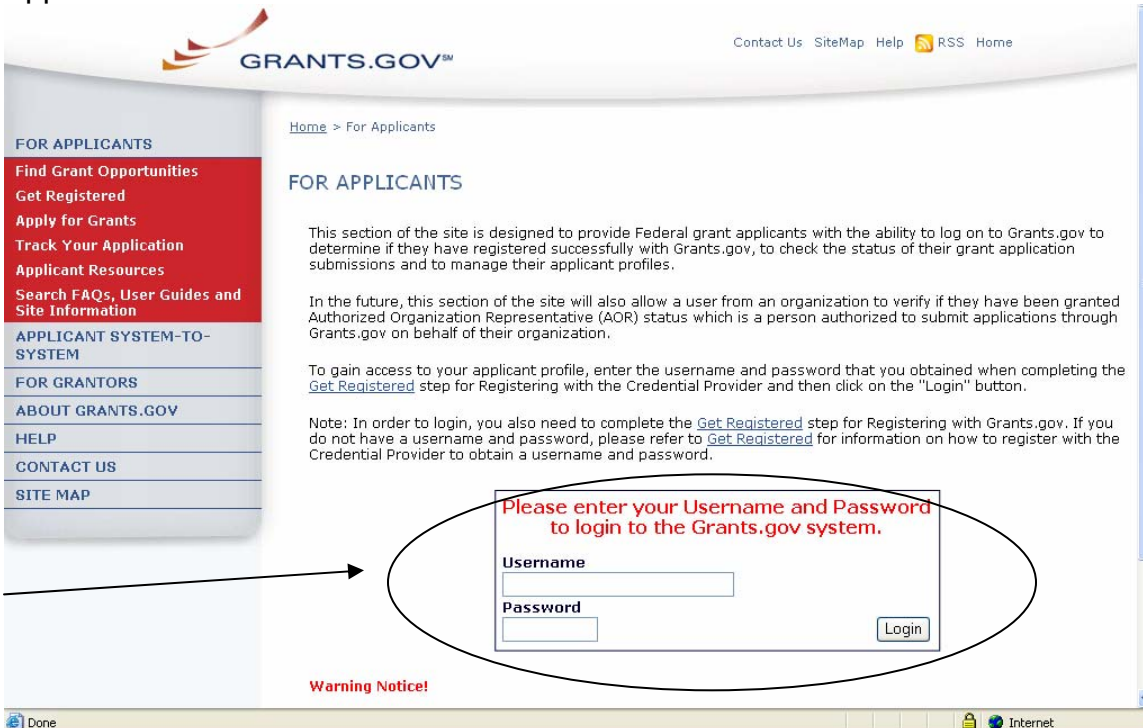 GRANTS.GOV℠
Contact Us SiteMap Help RSS Home
FOR APPLICANTS
Find Grant Opportunities
Get Registered
Apply for Grants
Track Your Application
Applicant Resources
Search FAQs, User Guides and
Site Information
APPLICANT SYSTEM-TO-
SYSTEM
FOR GRANTORS
ABOUT GRANTS.GOV
HELP
CONTACT US
SITE MAP
Home > For Applicants
FOR APPLICANTS
This section of the site is designed to provide Federal grant applicants with the ability to log on to Grants.gov to
determine if they have registered successfully with Grants.gov, to check the status of their grant application
submissions and to manage their applicant profiles.
In the future, this section of the site will also allow a user from an organization to verify if they have been granted
Authorized Organization Representative (AOR) status which is a person authorized to submit applications through
Grants.gov on behalf of their organization.
To gain access to your applicant profile, enter the username and password that you obtained when completing the
Get Registered step for Registering with the Credential Provider and then click on the "Login" button.
Note: In order to login, you also need to complete the Get Registered step for Registering with Grants.gov. If you
do not have a username and password, please refer to Get Registered for information on how to register with the
Credential Provider to obtain a username and password.
Please enter your Username and Password
to login to the Grants.gov system.
Username
Password
Login
Warning Notice!
Done
Internet